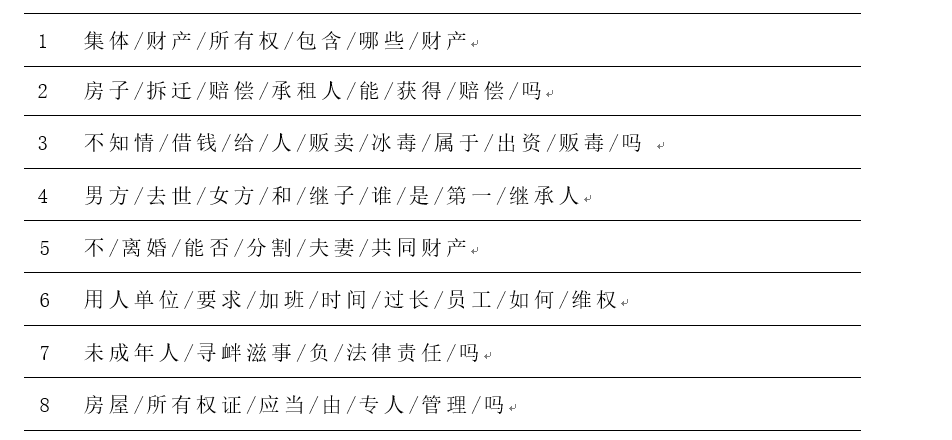 1 集体/财产/所有权/包含/哪些/财产
2 房子/拆迁/赔偿/承租人/能/获得/赔偿/吗
3 不知情/借钱/给/人/贩卖/冰毒/属于/出资/贩毒/吗
4 男方/去世/女方/和/继子/谁/是/第一/继承人
5 不/离婚/能否/分割/夫妻/共同财产
6 用人单位/要求/加班/时间/过长/员工/如何/维权
7 未成年人/寻衅滋事/负/法律责任/吗
8 房屋/所有权证/应当/由/专人/管理/吗